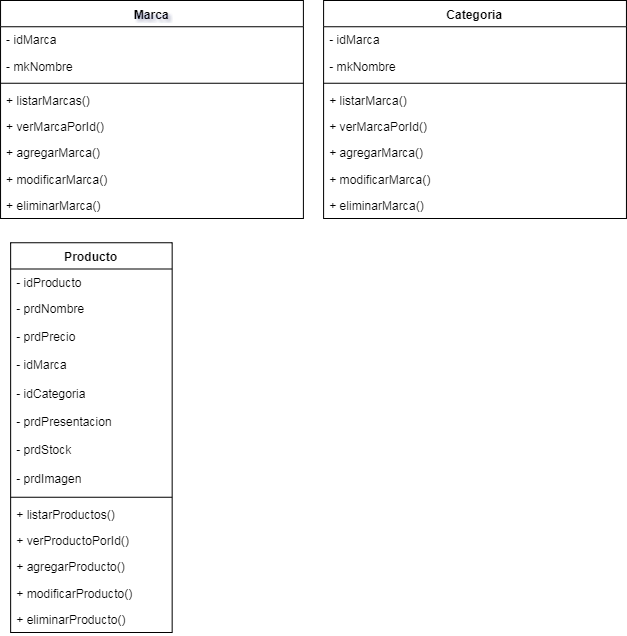 Marca
- idMarca
- mkNombre
+ listarMarcas()
+ verMarcaPorId()
+ agregarMarca()
+ modificarMarca()
+ eliminarMarca()
Categoria
- idMarca
- mkNombre
+ listarMarca()
+ verMarcaPorId()
+ agregarMarca()
+ modificarMarca()
+ eliminarMarca()
Producto
- idProducto
- prdNombre
- prdPrecio
- idMarca
- idCategoria
- prdPresentacion
- prdStock
- prdImagen
+ listarProductos()
+ verProductoPorId()
+ agregarProducto()
+ modificarProducto()
+ eliminarProducto()